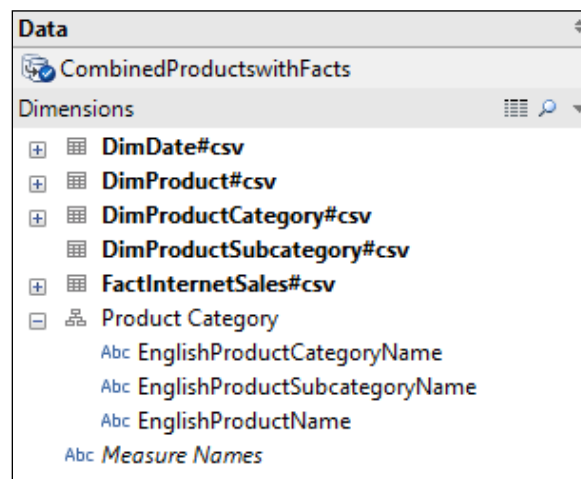 Data
CombinedProductswithFacts
Dimensions
DimDate#csv
DimProduct#csv
DimProductCategory#csv
DimProductSubcategory#csv
FactInternetSales#csv
Product Category
Abc EnglishProductCategoryName
Abc EnglishProductSubcategoryName
Abc EnglishProductName
Abc Measure Names